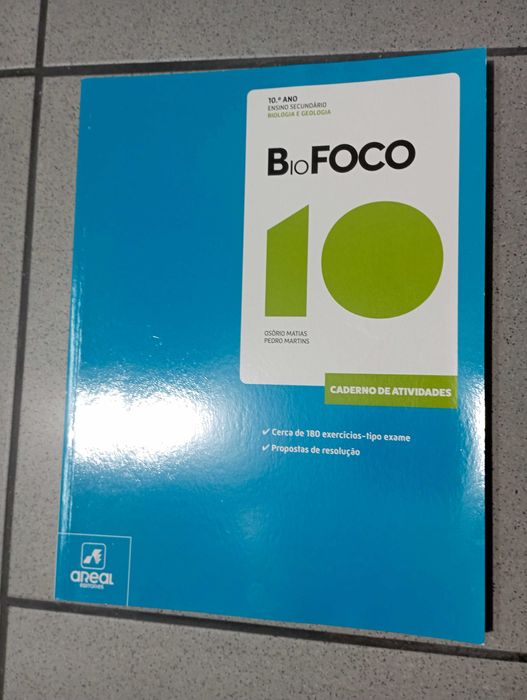 10.º ANO
ENSINO SECUNDÁRIO
BIOLOGIA E GEOLOGIA
BIOFOCO
10
OSÓRIO MATIAS
PEDRO MARTINS
CADERNO DE ATIVIDADES
✓ Cerca de 180 exercícios-tipo exame
✓ Propostas de resolução
areal
EDITORES